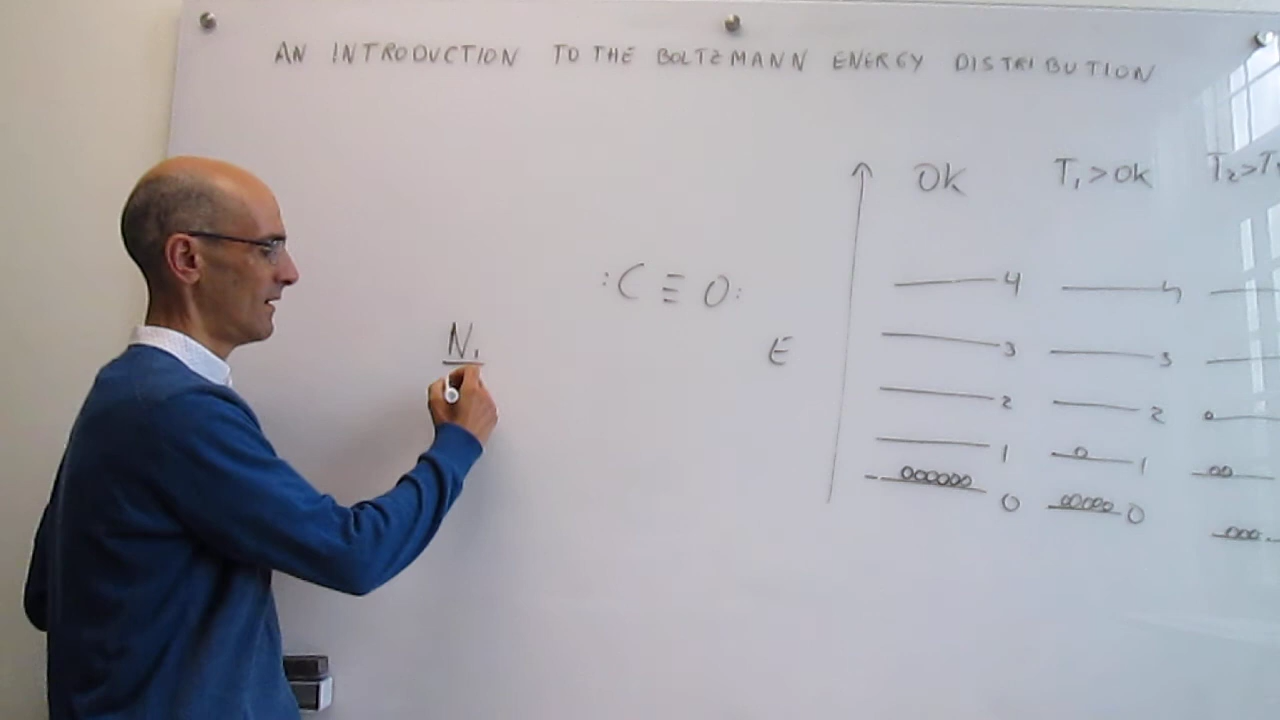 AN INTRODUCTION TO THE BOLTZMANN ENERGY DISTRIBUTION
0K T₁>0K T₂>T₁
:C≡O:
N₁
E
4 4
3 3
2 2
1 1
0 0